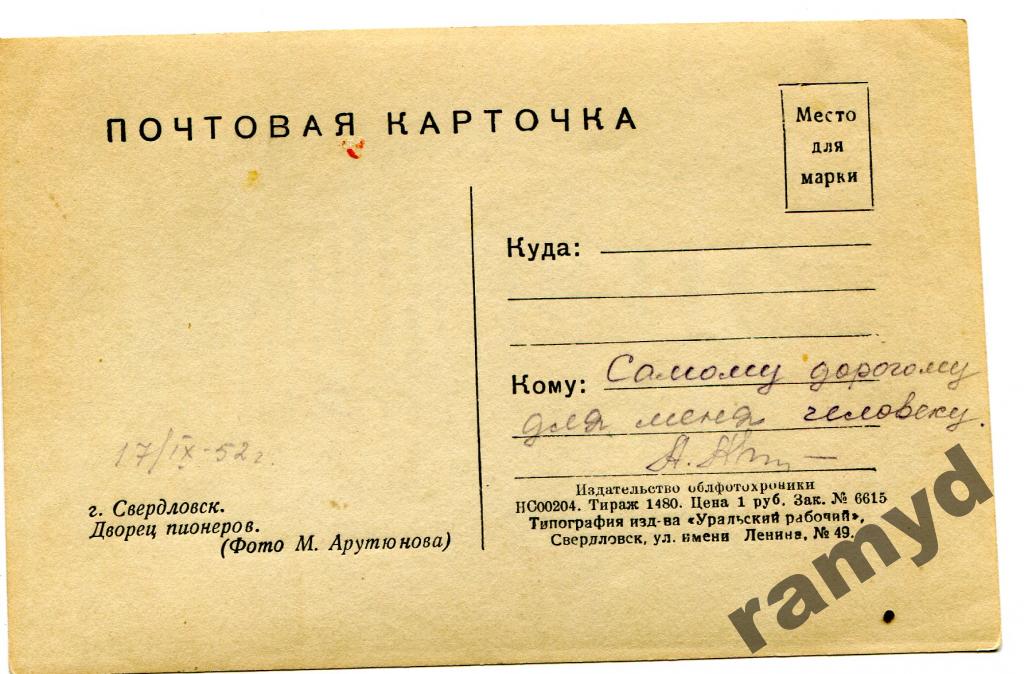 ПОЧТОВАЯ КАРТОЧКА
Место
для
марки
Куда:
Кому: Самому дорогому
для меня человеку.
А.
17/IX-52 г.
г. Свердловск.
Дворец пионеров.
(Фото М. Арутюнова)
Издательство облфотохроники
НС00204. Тираж 1480. Цена 1 руб. Зак. № 6615
Типография изд-ва «Уральский рабочий»,
Свердловск, ул. имени Ленина, № 49.
ramyd